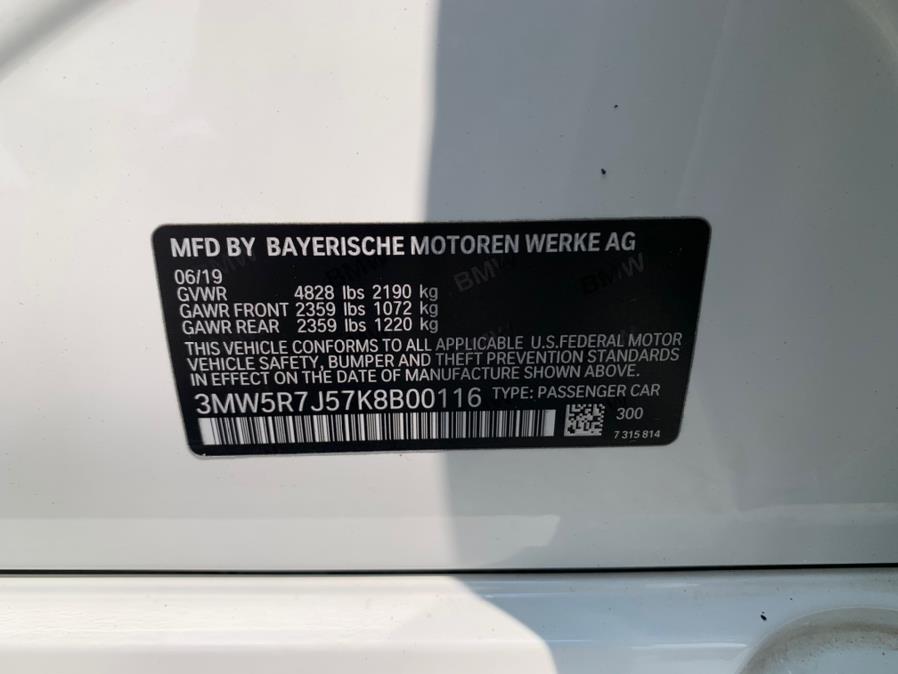 MFD BY BAYERISCHE MOTOREN WERKE AG
06/19
GVWR 4828 lbs 2190 kg
GAWR FRONT 2359 lbs 1072 kg
GAWR REAR 2359 lbs 1220 kg
THIS VEHICLE CONFORMS TO ALL APPLICABLE U.S.FEDERAL MOTOR
VEHICLE SAFETY, BUMPER AND THEFT PREVENTION STANDARDS
IN EFFECT ON THE DATE OF MANUFACTURE SHOWN ABOVE.
3MW5R7J57K8B00116 TYPE: PASSENGER CAR
300
7 315 814
BMW
BMW
BMW